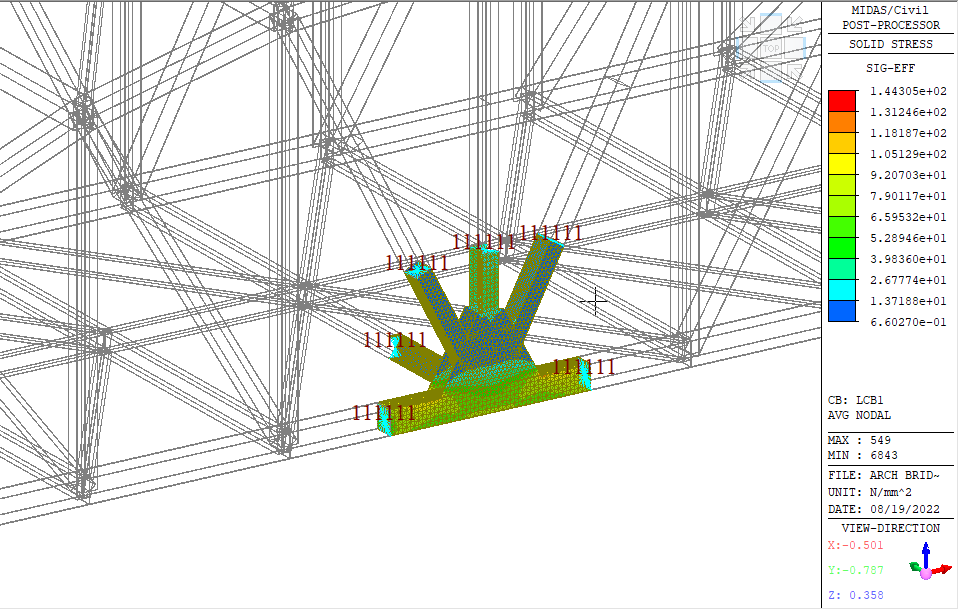 MIDAS/Civil
POST-PROCESSOR
SOLID STRESS
SIG-EFF
1.44305e+02
1.31246e+02
1.18187e+02
1.05129e+02
9.20703e+01
7.90117e+01
6.59532e+01
5.28946e+01
3.98360e+01
2.67774e+01
1.37188e+01
6.60270e-01
CB: LCB1
AVG NODAL
MAX : 549
MIN : 6843
FILE: ARCH BRID~
UNIT: N/mm^2
DATE: 08/19/2022
VIEW-DIRECTION
X:-0.501
Y:-0.787
Z: 0.358
TOP
111111
111111
111111
111111
111111
111111